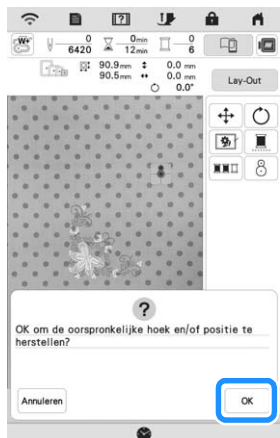 W+
0
6420
0min
12min
0
6
90.9mm
0.0 mm
90.5mm
0.0 mm
0.0°
Lay-Out
?
OK om de oorspronkelijke hoek en/of positie te
herstellen?
Annuleren
OK